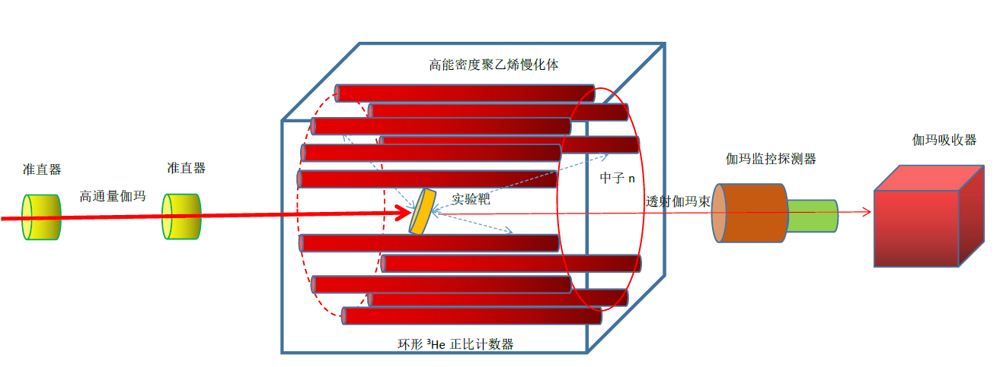 高能密度聚乙烯慢化体
准直器
准直器
高通量伽玛
实验靶
中子 n
透射伽玛束
伽玛监控探测器
伽玛吸收器
环形 ³He 正比计数器